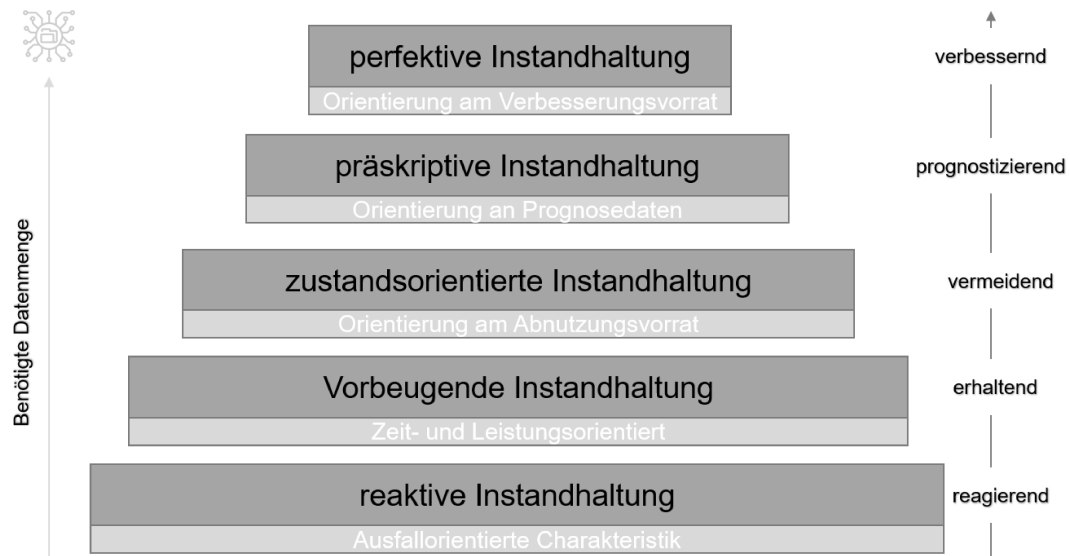 perfektive Instandhaltung
verbessernd
Orientierung am Verbesserungsvorrat
präskriptive Instandhaltung
prognostizierend
Orientierung an Prognosedaten
zustandsorientierte Instandhaltung
vermeidend
Orientierung am Abnutzungsvorrat
Benötigte Datenmenge
Vorbeugende Instandhaltung
erhaltend
Zeit- und Leistungsorientiert
reaktive Instandhaltung
reagierend
Ausfallorientierte Charakteristik